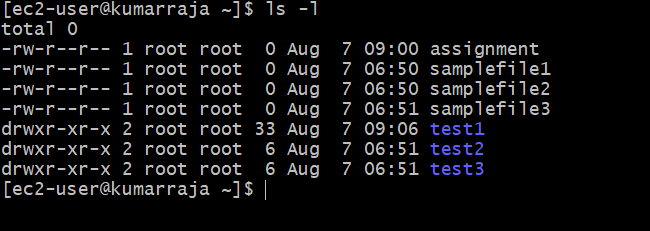 [ec2-user@kumarraja ~]$ ls -l
total 0
-rw-r--r-- 1 root root  0 Aug  7 09:00 assignment
-rw-r--r-- 1 root root  0 Aug  7 06:50 samplefile1
-rw-r--r-- 1 root root  0 Aug  7 06:50 samplefile2
-rw-r--r-- 1 root root  0 Aug  7 06:51 samplefile3
drwxr-xr-x 2 root root 33 Aug  7 09:06 test1
drwxr-xr-x 2 root root  6 Aug  7 06:51 test2
drwxr-xr-x 2 root root  6 Aug  7 06:51 test3
[ec2-user@kumarraja ~]$